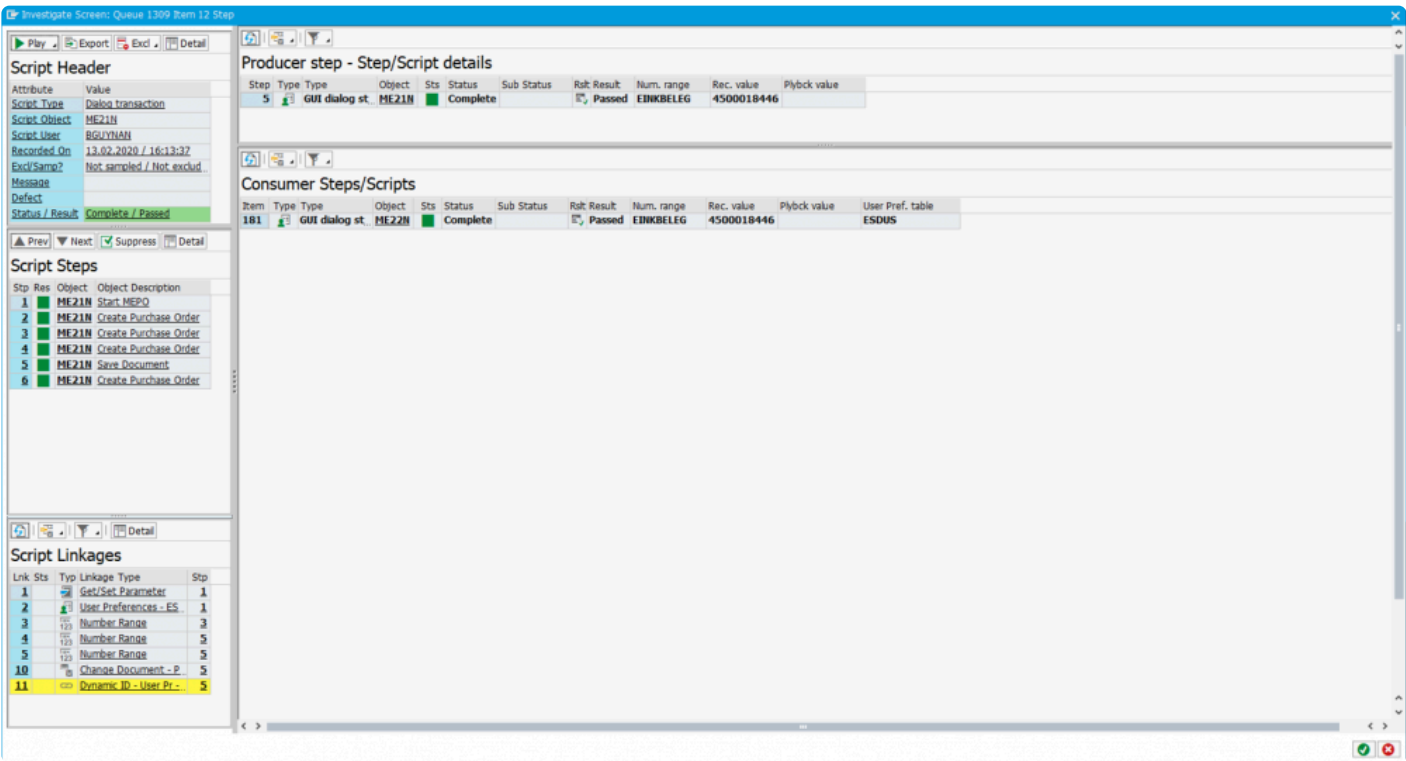 Investigate Screen: Queue 1309 Item 12 Step
Play Export Excl Detail
Script Header
Attribute Value
Script Type Dialog transaction
Script Object ME21N
Script User BGUYNAN
Recorded On 13.02.2020 / 16:13:37
Excl/Samp? Not sampled / Not exclud
Message
Defect
Status / Result Complete / Passed
Prev Next Suppress Detail
Script Steps
Stp Res Object Object Description
1 ME21N Start MEPO
2 ME21N Create Purchase Order
3 ME21N Create Purchase Order
4 ME21N Create Purchase Order
5 ME21N Save Document
6 ME21N Create Purchase Order
Detail
Script Linkages
Lnk Sts Typ Linkage Type Stp
1 Get/Set Parameter 1
2 User Preferences - ES 1
3 123 Number Range 3
4 123 Number Range 5
5 123 Number Range 5
10 Change Document - P 5
11 Dynamic ID - User Pr - 5
Producer step - Step/Script details
Step Type Type Object Sts Status Sub Status Rslt Result Num. range Rec. value Plybck value
5 GUI dialog st ME21N Complete Passed EINKBELEG 4500018446
Consumer Steps/Scripts
Item Type Type Object Sts Status Sub Status Rslt Result Num. range Rec. value Plybck value User Pref. table
181 GUI dialog st ME22N Complete Passed EINKBELEG 4500018446 ESDUS